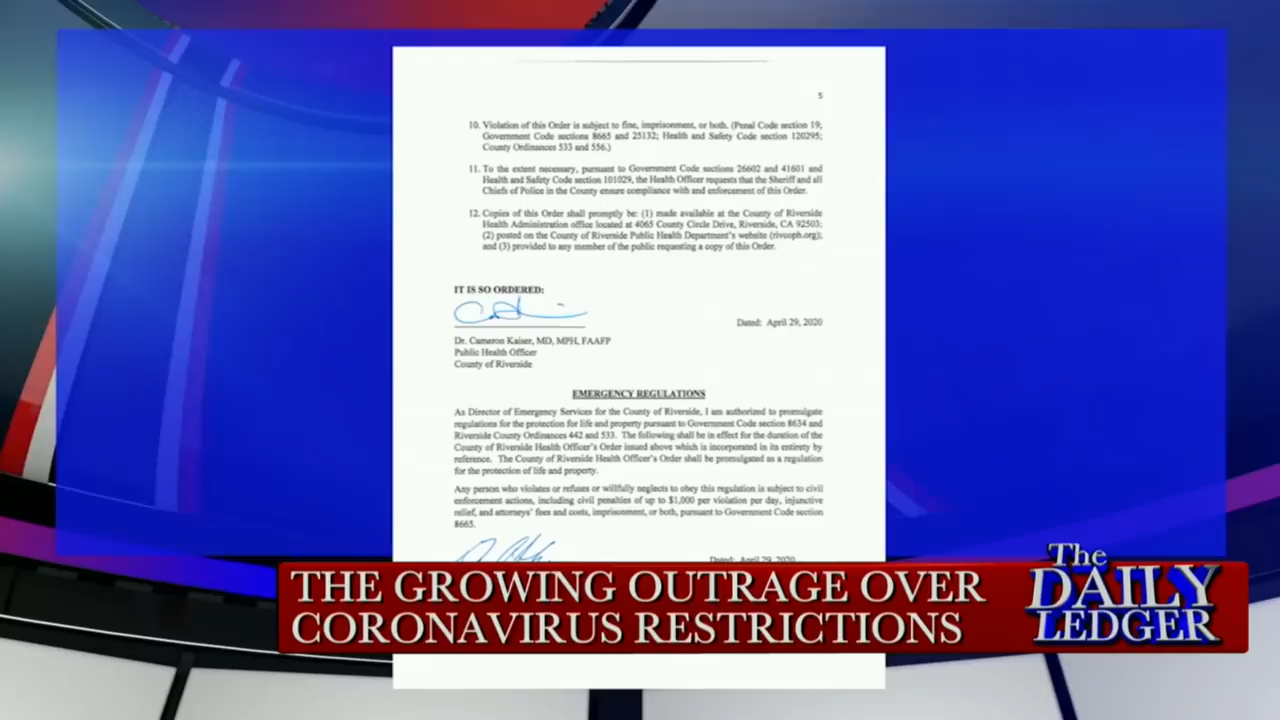 5
10. Violation of this Order is subject to fine, imprisonment, or both. (Penal Code section 19;
Government Code sections 8665 and 25132; Health and Safety Code section 120295;
County Ordinances 533 and 556.)
11. To the extent necessary, pursuant to Government Code sections 26602 and 41601 and
Health and Safety Code section 101029, the Health Officer requests that the Sheriff and all
Chiefs of Police in the County ensure compliance with and enforcement of this Order.
12. Copies of this Order shall promptly be: (1) made available at the County of Riverside
Health Administration office located at 4065 County Circle Drive, Riverside, CA 92503;
(2) posted on the County of Riverside Public Health Department's website (rivcoph.org);
and (3) provided to any member of the public requesting a copy of this Order.
IT IS SO ORDERED:
Dated: April 29, 2020
Dr. Cameron Kaiser, MD, MPH, FAAFP
Public Health Officer
County of Riverside
EMERGENCY REGULATIONS
As Director of Emergency Services for the County of Riverside, I am authorized to promulgate
regulations for the protection for life and property pursuant to Government Code section 8634 and
Riverside County Ordinances 442 and 533. The following shall be in effect for the duration of the
County of Riverside Health Officer's Order issued above which is incorporated in its entirety by
reference. The County of Riverside Health Officer's Order shall be promulgated as a regulation
for the protection of life and property.
Any person who violates or refuses or willfully neglects to obey this regulation is subject to civil
enforcement actions, including civil penalties of up to $1,000 per violation per day, injunctive
relief, and attorneys' fees and costs, imprisonment, or both, pursuant to Government Code section
8665.
Dated: April 29, 2020
THE GROWING OUTRAGE OVER
CORONAVIRUS RESTRICTIONS
The
DAILY
LEDGER